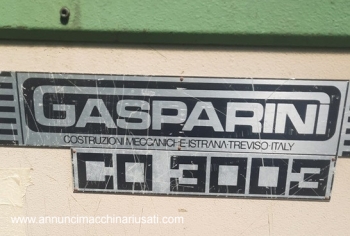 GASPARINI
COSTRUZIONI MECCANICHE·ISTRANA·TREVISO·ITALY
CO 3003
www.annuncimacchinariusati.com